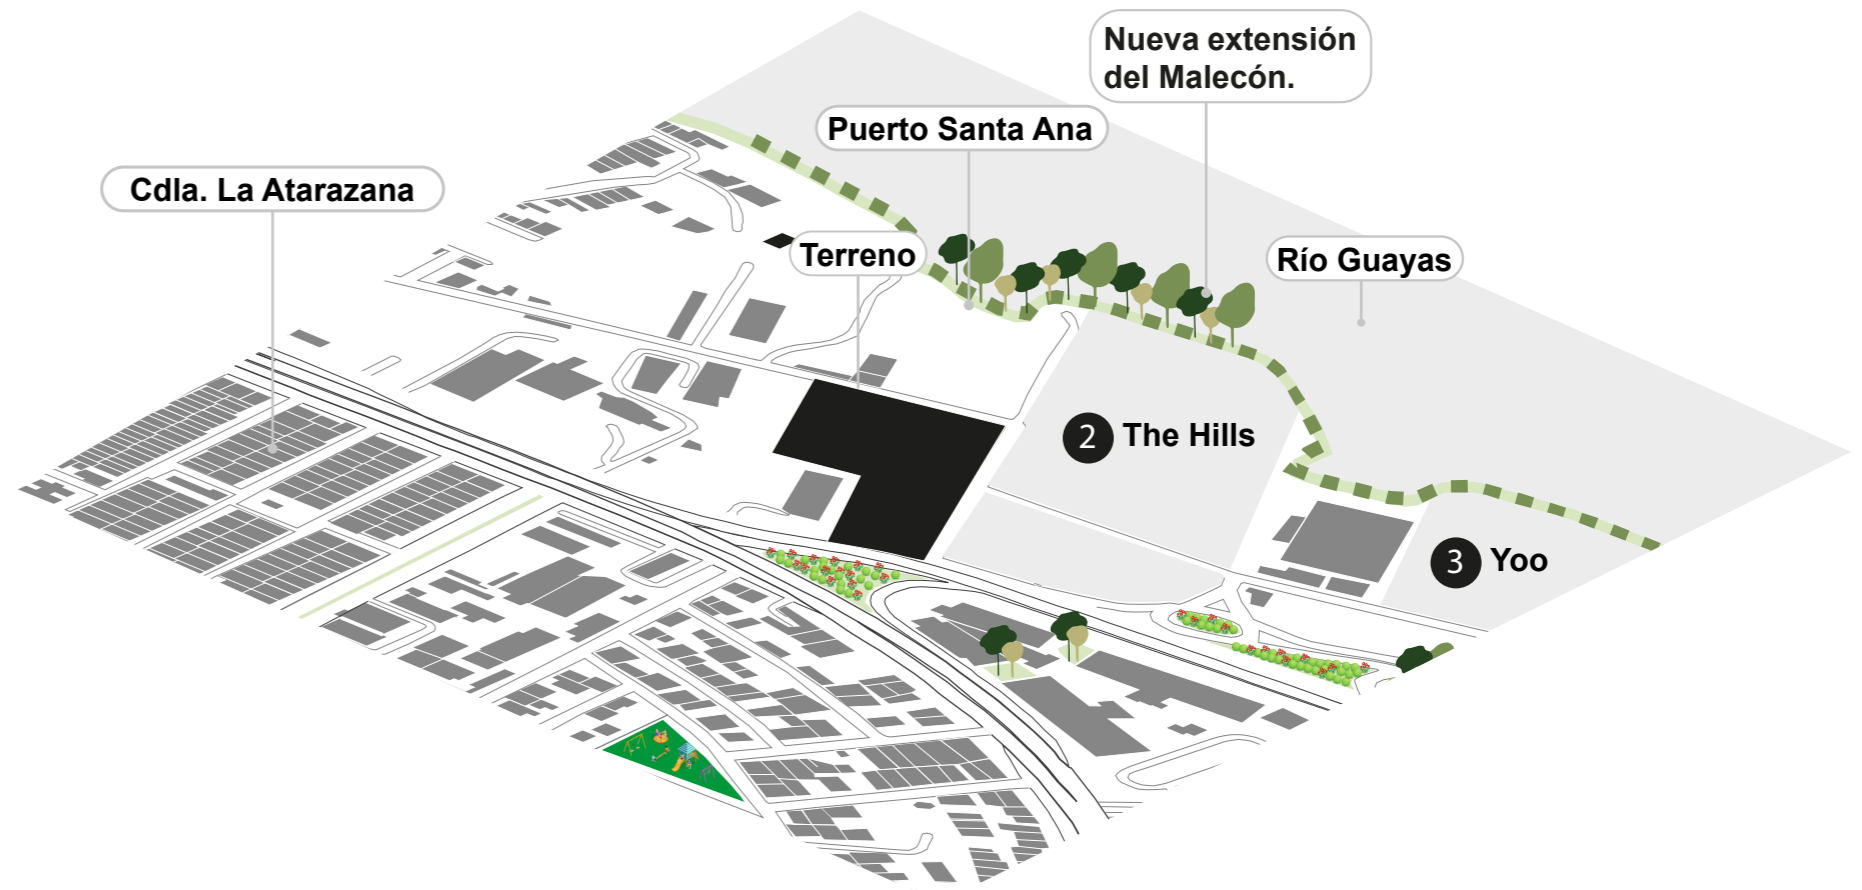 Nueva extensión
del Malecón.
Puerto Santa Ana
Cdla. La Atarazana
Terreno
Río Guayas
2 The Hills
3 Yoo